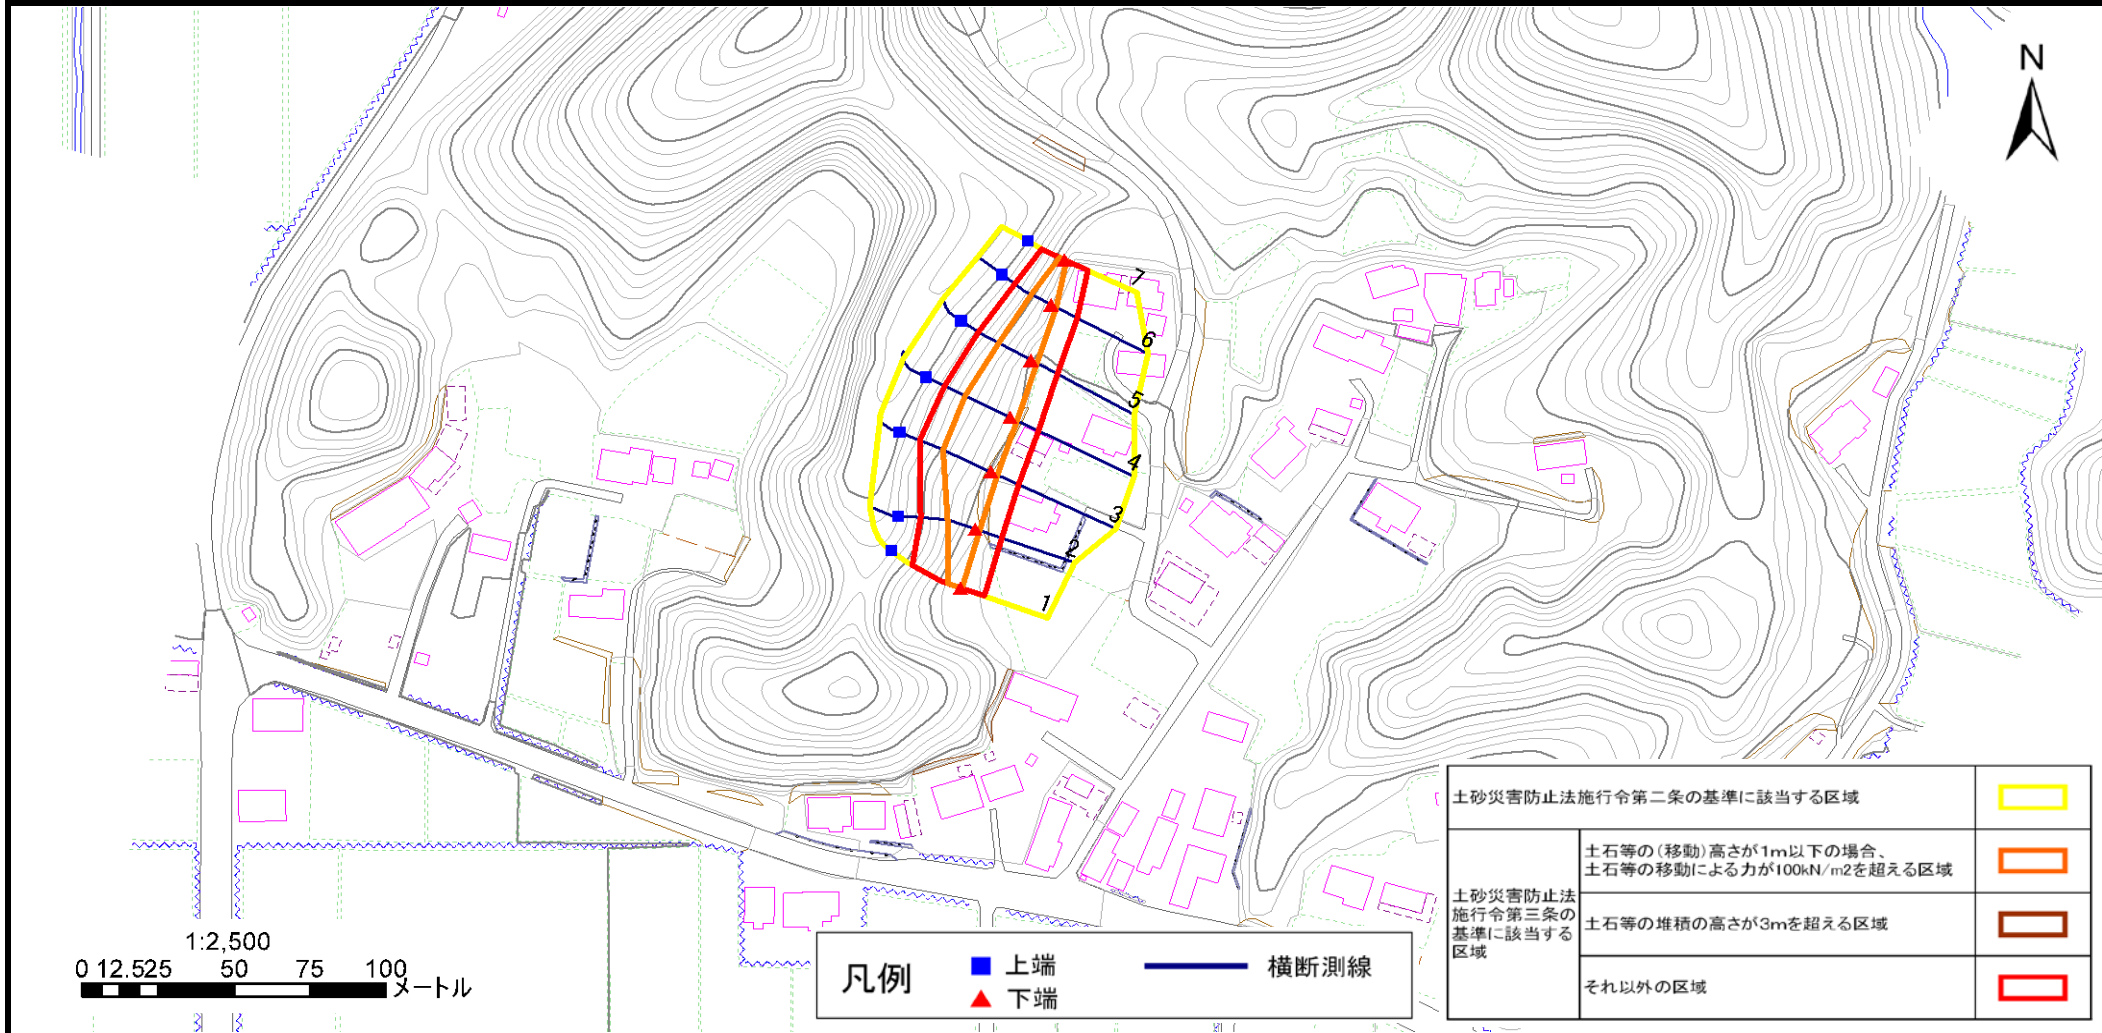 N
7
6
5
4
3
2
1
1:2,500
0 12.525 50 75 100
メートル
凡例
上端
下端
横断測線
土砂災害防止法施行令第二条の基準に該当する区域
土砂災害防止法
施行令第三条の
基準に該当する
区域
土石等の(移動)高さが1m以下の場合、
土石等の移動による力が100kN/m2を超える区域
土石等の堆積の高さが3mを超える区域
それ以外の区域